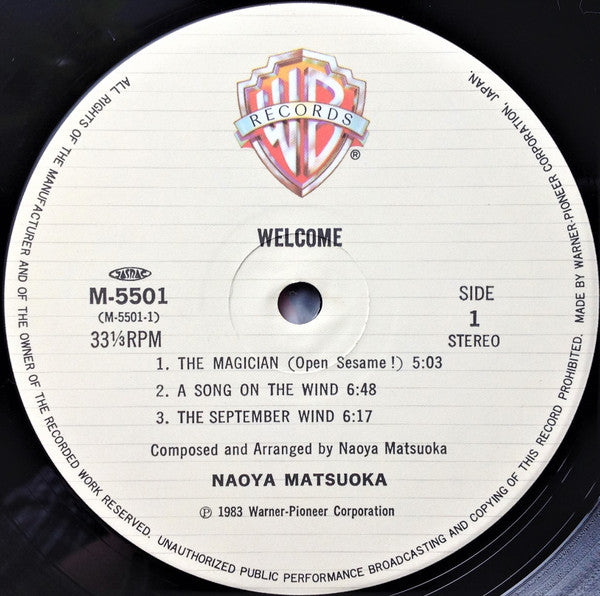 WB
RECORDS
®
WELCOME
JASRAC
M-5501
(M-5501-1)
33⅓RPM
SIDE
1
STEREO
1. THE MAGICIAN (Open Sesame!) 5:03
2. A SONG ON THE WIND 6:48
3. THE SEPTEMBER WIND 6:17
Composed and Arranged by Naoya Matsuoka
NAOYA MATSUOKA
Ⓟ 1983 Warner-Pioneer Corporation
ALL RIGHTS OF THE MANUFACTURER AND OF THE OWNER OF THE RECORDED WORK RESERVED. UNAUTHORIZED PUBLIC PERFORMANCE BROADCASTING AND COPYING OF THIS RECORD PROHIBITED. MADE BY WARNER-PIONEER CORPORATION, JAPAN.